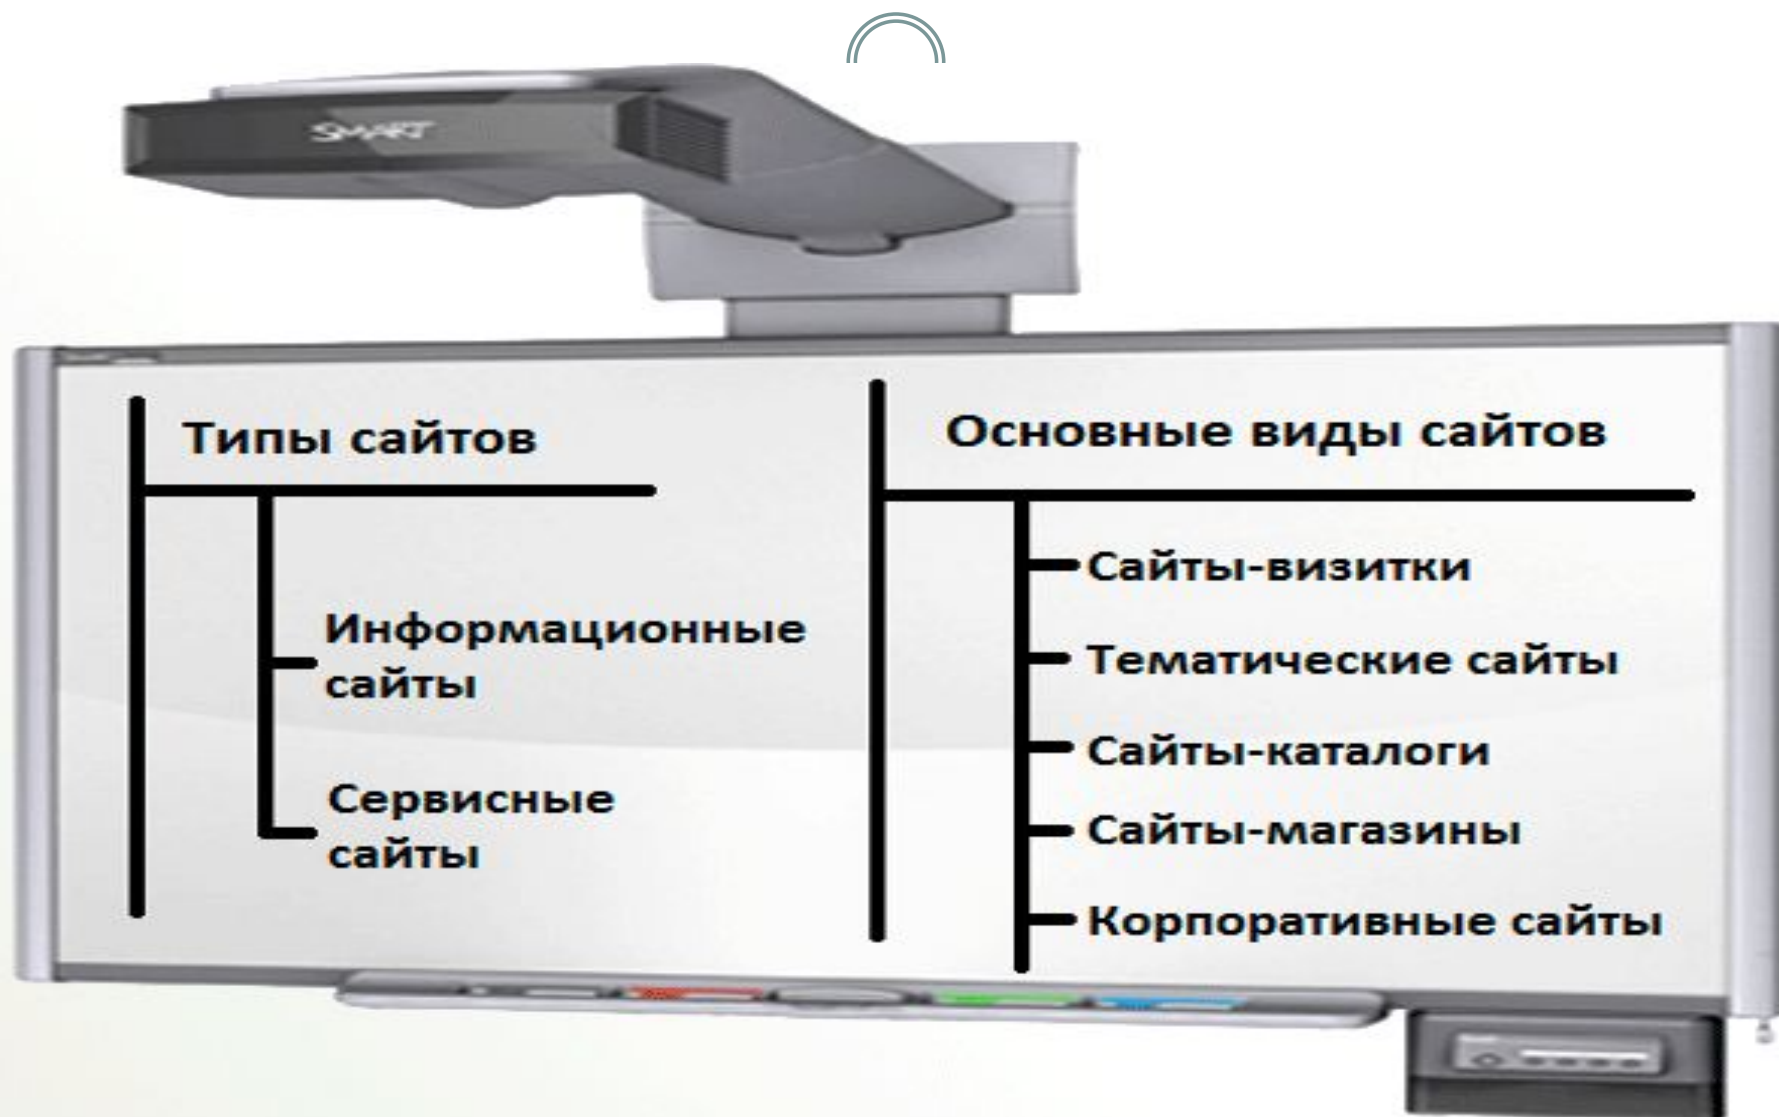 SMART
Типы сайтов
Информационные
сайты
Сервисные
сайты
Основные виды сайтов
Сайты-визитки
Тематические сайты
Сайты-каталоги
Сайты-магазины
Корпоративные сайты